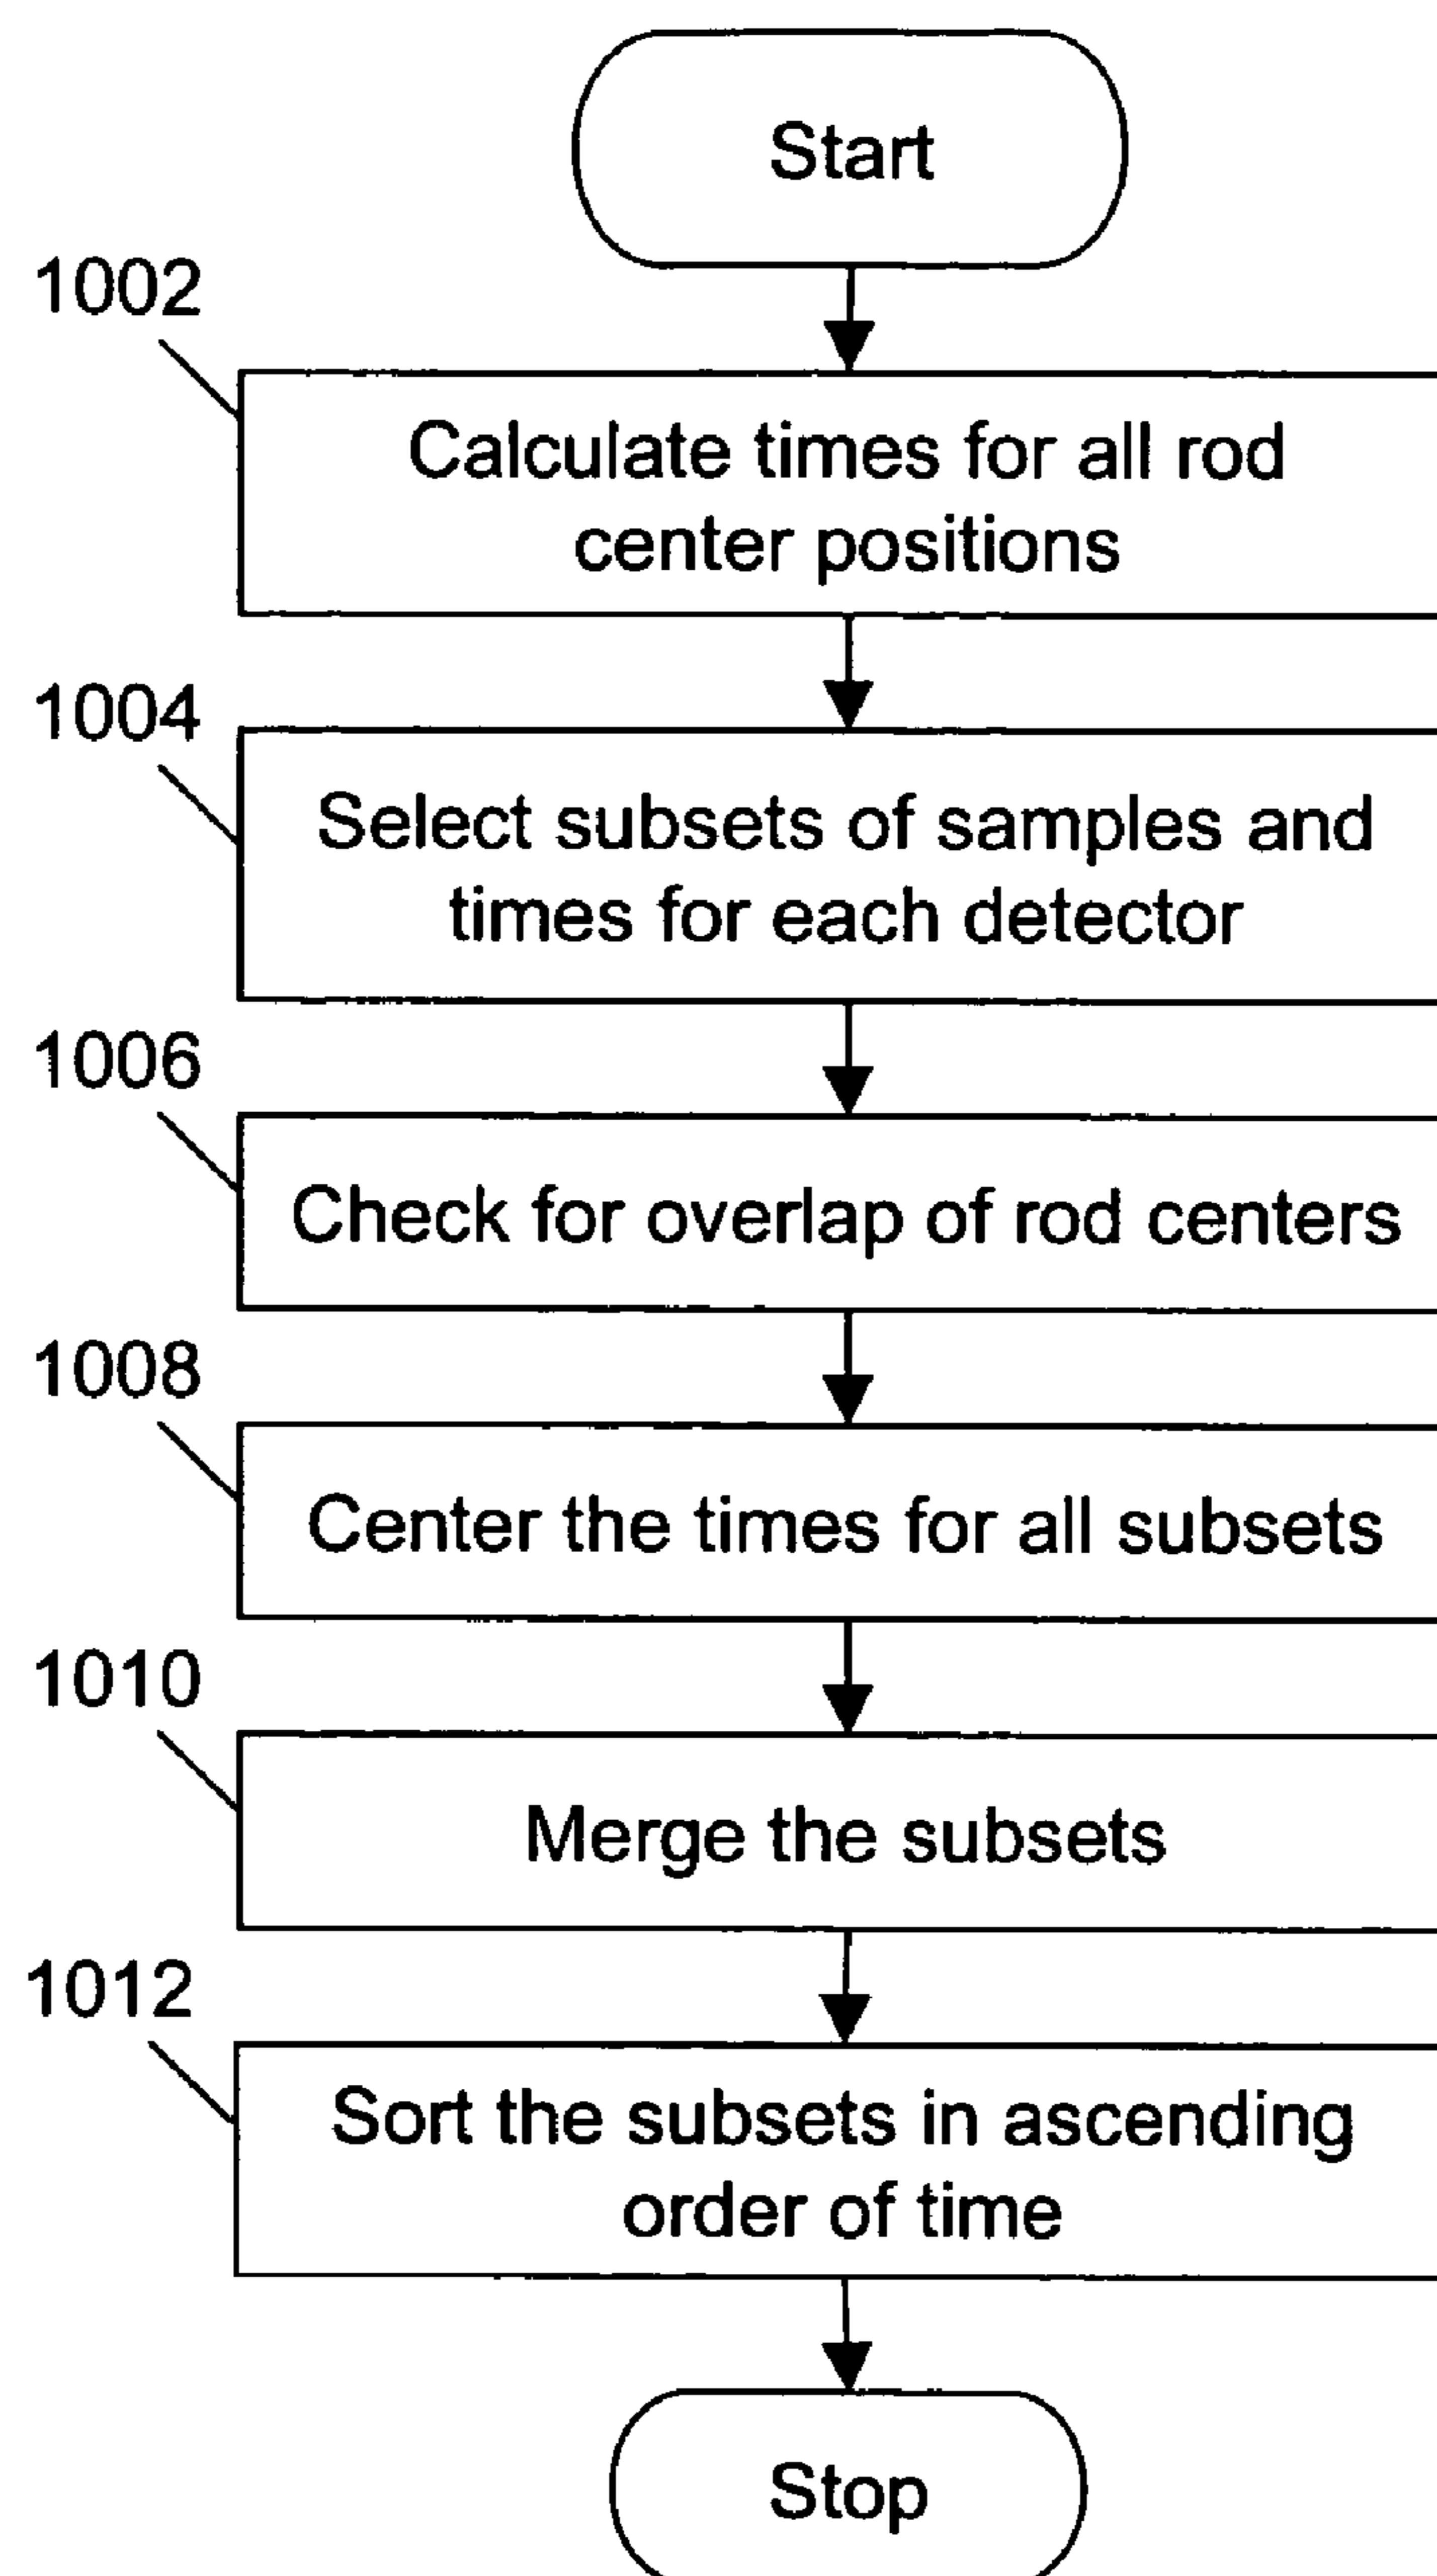 Start
1002
Calculate times for all rod
center positions
1004
Select subsets of samples and
times for each detector
1006
Check for overlap of rod centers
1008
Center the times for all subsets
1010
Merge the subsets
1012
Sort the subsets in ascending
order of time
Stop